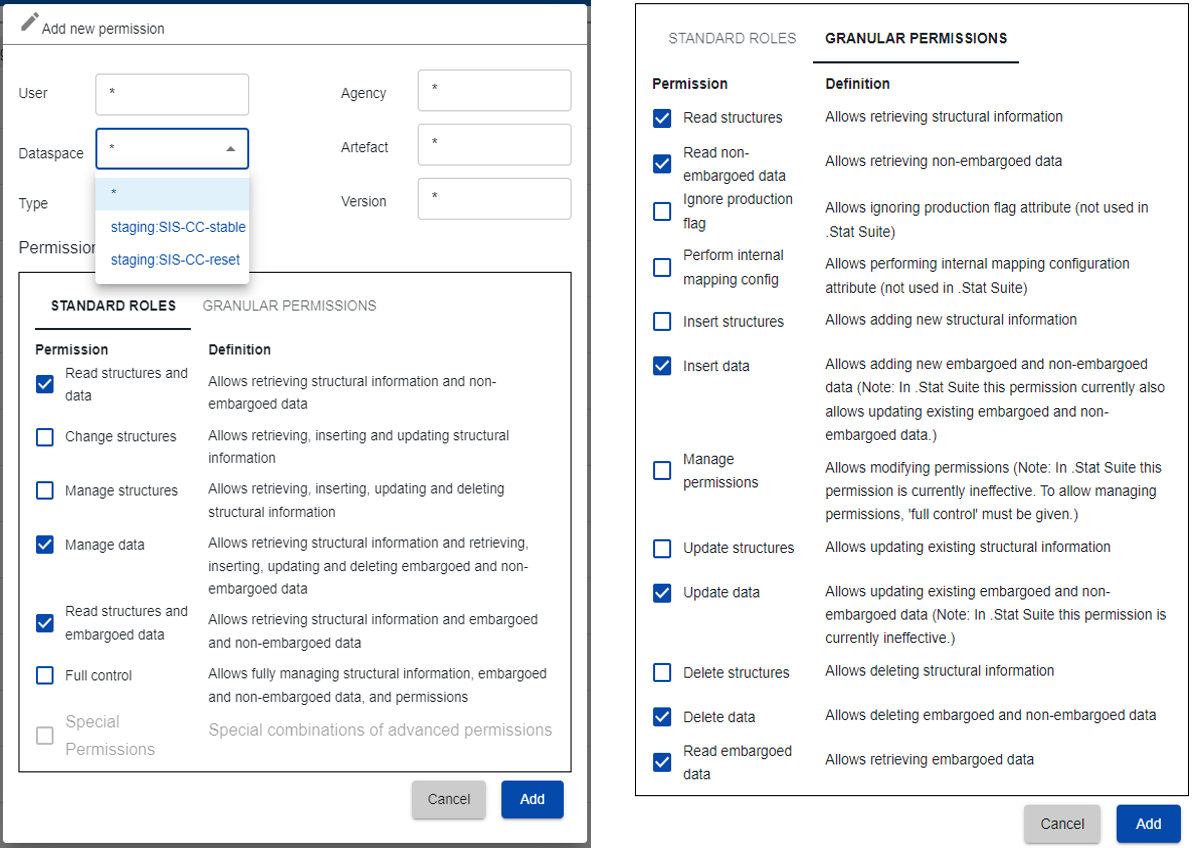 Add new permission
User
*
Agency
*
Dataspace
*
Artefact
*
*
Type
Version
*
staging:SIS-CC-stable
staging:SIS-CC-reset
Permission
STANDARD ROLES
GRANULAR PERMISSIONS
Permission
Definition
Read structures and
data
Allows retrieving structural information and non-
embargoed data
Change structures
Allows retrieving, inserting and updating structural
information
Manage structures
Allows retrieving, inserting, updating and deleting
structural information
Manage data
Allows retrieving structural information and retrieving,
inserting, updating and deleting embargoed and non-
embargoed data
Read structures and
embargoed data
Allows retrieving structural information and embargoed
and non-embargoed data
Full control
Allows fully managing structural information, embargoed
and non-embargoed data, and permissions
Special
Permissions
Special combinations of advanced permissions
Cancel
Add
STANDARD ROLES
GRANULAR PERMISSIONS
Permission
Definition
Read structures
Allows retrieving structural information
Read non-
embargoed data
Allows retrieving non-embargoed data
Ignore production
flag
Allows ignoring production flag attribute (not used in
.Stat Suite)
Perform internal
mapping config
Allows performing internal mapping configuration
attribute (not used in .Stat Suite)
Insert structures
Allows adding new structural information
Insert data
Allows adding new embargoed and non-embargoed
data (Note: In .Stat Suite this permission currently also
allows updating existing embargoed and non-
embargoed data.)
Manage
permissions
Allows modifying permissions (Note: In .Stat Suite this
permission is currently ineffective. To allow managing
permissions, 'full control' must be given.)
Update structures
Allows updating existing structural information
Update data
Allows updating existing embargoed and non-
embargoed data (Note: In .Stat Suite this permission is
currently ineffective.)
Delete structures
Allows deleting structural information
Delete data
Allows deleting embargoed and non-embargoed data
Read embargoed
data
Allows retrieving embargoed data
Cancel
Add